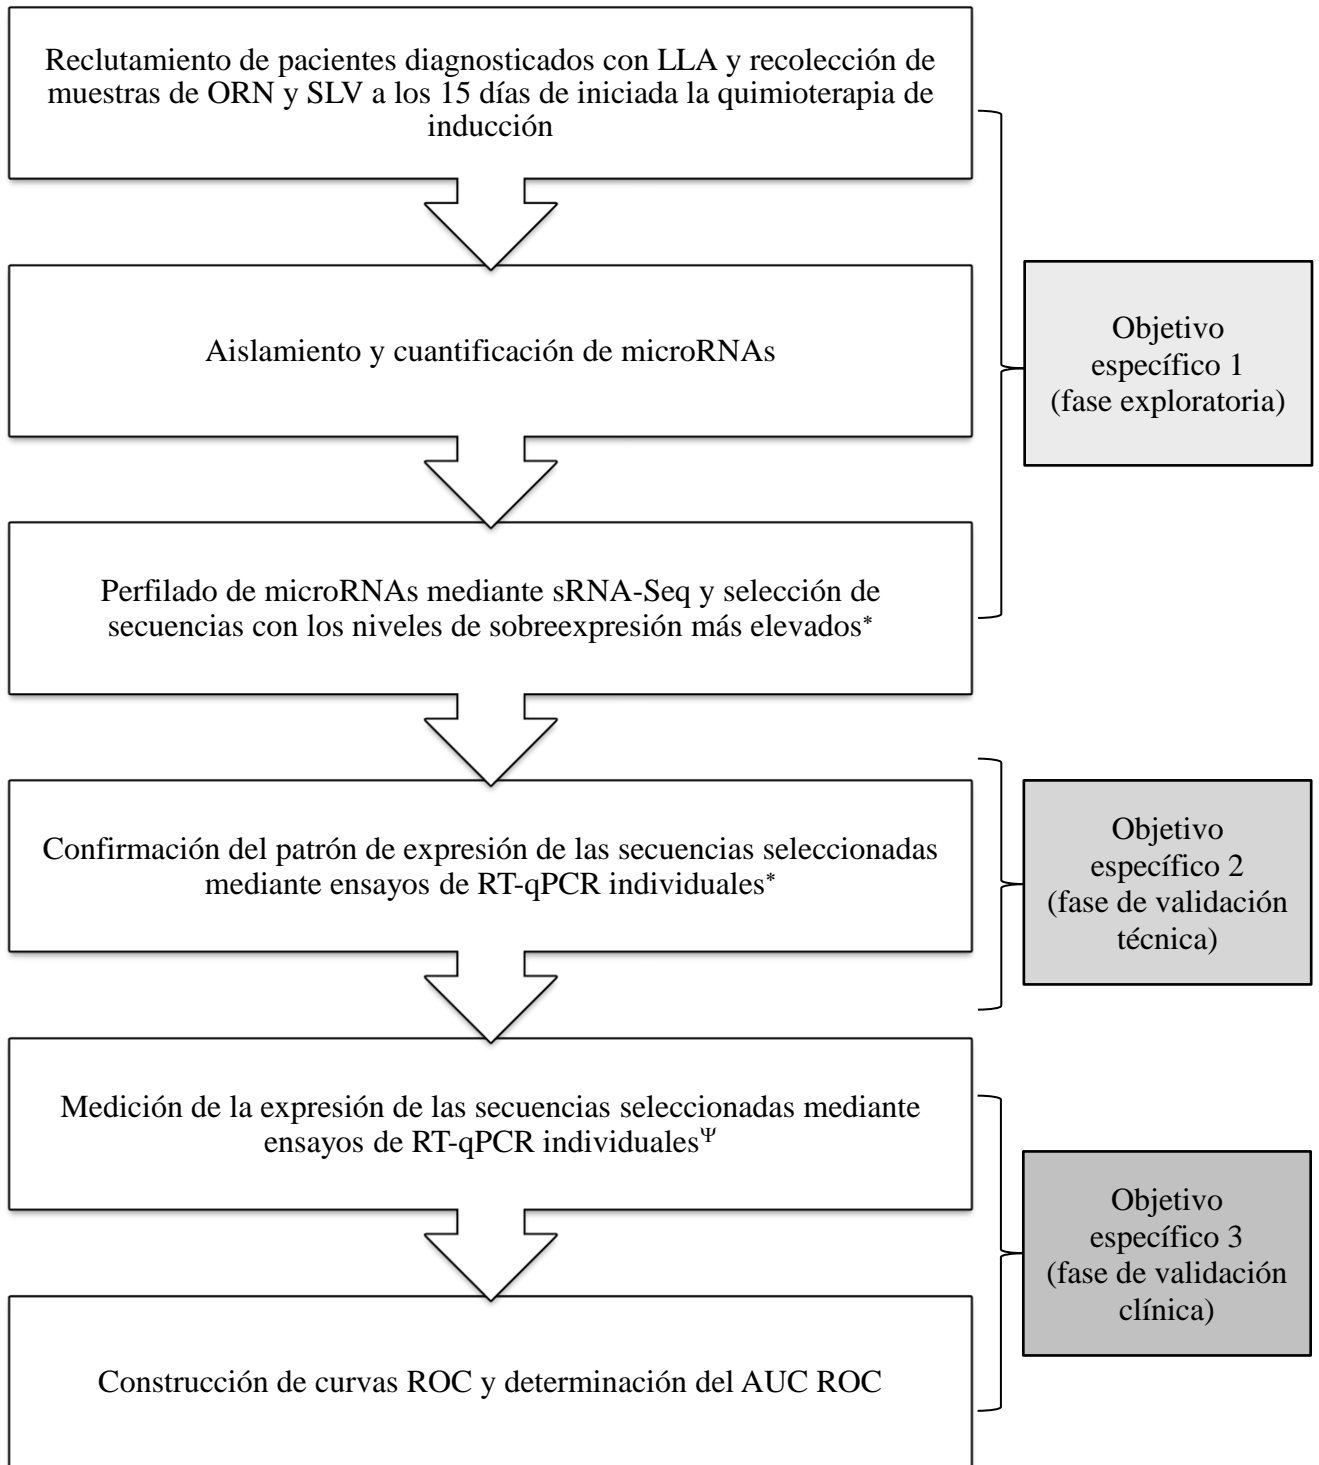 Reclutamiento de pacientes diagnosticados con LLA y recolección de
muestras de ORN y SLV a los 15 días de iniciada la quimioterapia de
inducción
Aislamiento y cuantificación de microRNAs
Objetivo
específico 1
(fase exploratoria)
Perfilado de microRNAs mediante sRNA-Seq y selección de
secuencias con los niveles de sobreexpresión más elevados*
Confirmación del patrón de expresión de las secuencias seleccionadas
mediante ensayos de RT-qPCR individuales*
Objetivo
específico 2
(fase de validación
técnica)
Medición de la expresión de las secuencias seleccionadas mediante
ensayos de RT-qPCR individualesΨ
Objetivo
específico 3
(fase de validación
clínica)
Construcción de curvas ROC y determinación del AUC ROC